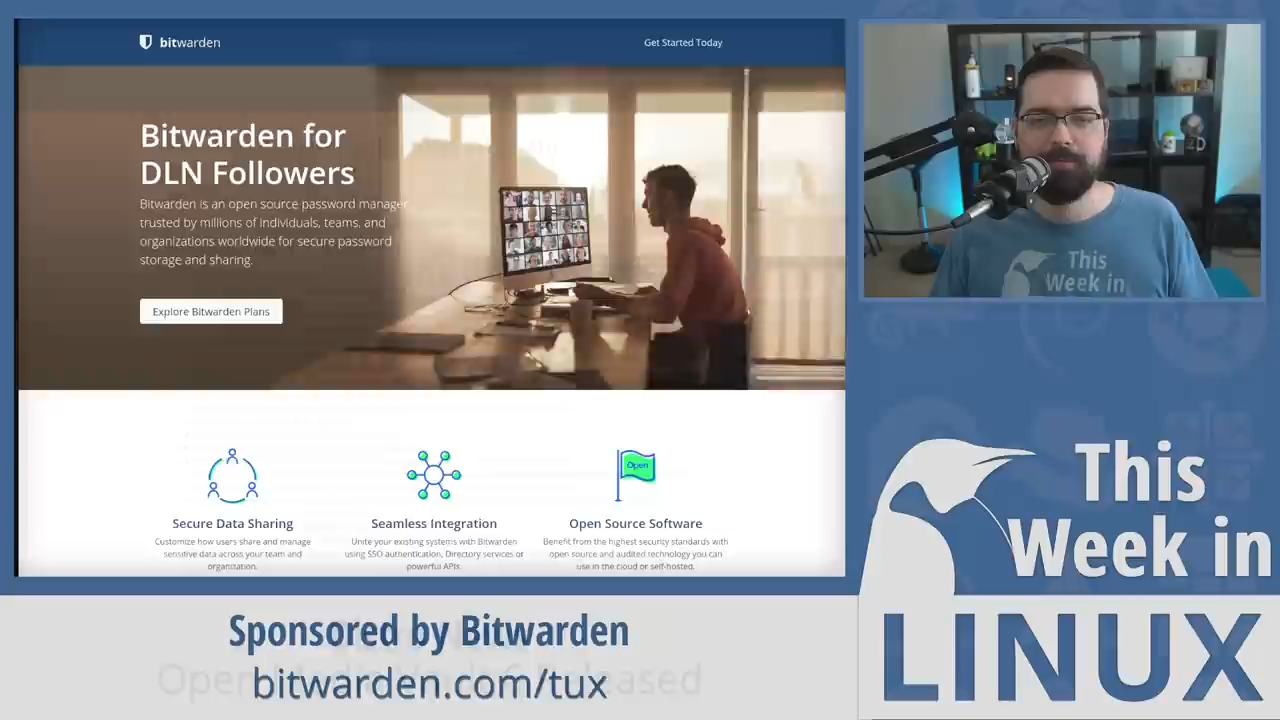 bitwarden
Get Started Today
Bitwarden for
DLN Followers
Bitwarden is an open source password manager
trusted by millions of individuals, teams, and
organizations worldwide for secure password
storage and sharing.
Explore Bitwarden Plans
Open
Secure Data Sharing
Customize how users share and manage
sensitive data across your team and
organization.
Seamless Integration
Unite your existing systems with Bitwarden
using SSO authentication, Directory services or
powerful APIs.
Open Source Software
Benefit from the highest security standards with
open source and audited technology you can
use in the cloud or self-hosted.
This
Week in
This
Week in
LINUX
Sponsored by Bitwarden
bitwarden.com/tux